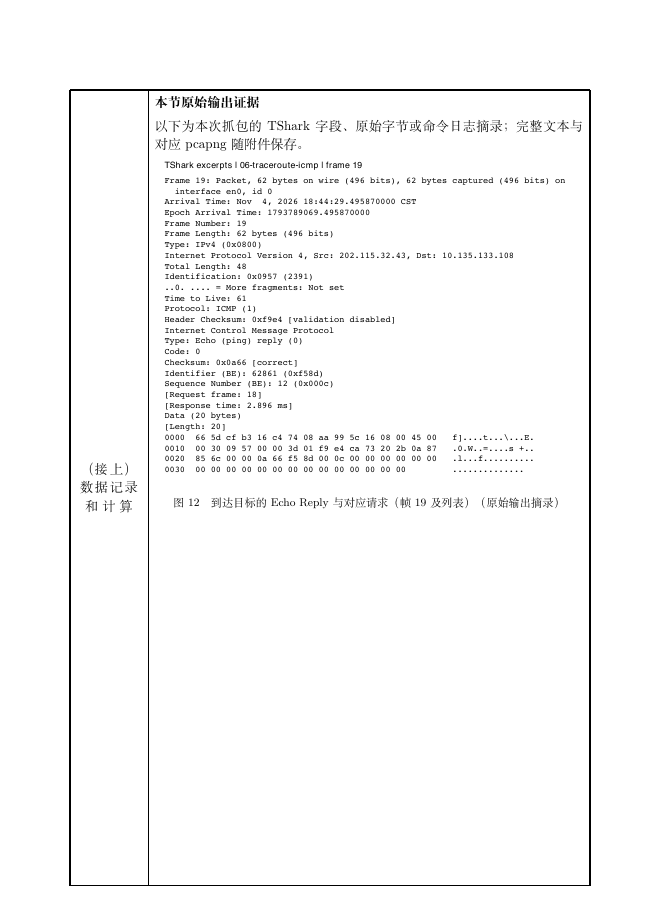 本节原始输出证据
以下为本次抓包的 TShark 字段、原始字节或命令日志摘录；完整文本与
对应 pcapng 随附件保存。
TShark excerpts | 06-traceroute-icmp | frame 19
Frame 19: Packet, 62 bytes on wire (496 bits), 62 bytes captured (496 bits) on
interface en0, id 0
Arrival Time: Nov  4, 2026 18:44:29.495870000 CST
Epoch Arrival Time: 1793789069.495870000
Frame Number: 19
Frame Length: 62 bytes (496 bits)
Type: IPv4 (0x0800)
Internet Protocol Version 4, Src: 202.115.32.43, Dst: 10.135.133.108
Total Length: 48
Identification: 0x0957 (2391)
..0. .... = More fragments: Not set
Time to Live: 61
Protocol: ICMP (1)
Header Checksum: 0xf9e4 [validation disabled]
Internet Control Message Protocol
Type: Echo (ping) reply (0)
Code: 0
Checksum: 0x0a66 [correct]
Identifier (BE): 62861 (0xf58d)
Sequence Number (BE): 12 (0x000c)
[Request frame: 18]
[Response time: 2.896 ms]
Data (20 bytes)
[Length: 20]
0000  66 5d cf b3 16 c4 74 08 aa 99 5c 16 08 00 45 00   f]....t...\...E.
0010  00 30 09 57 00 00 3d 01 f9 e4 ca 73 20 2b 0a 87   .0.W..=....s +..
0020  85 6c 00 00 0a 66 f5 8d 00 0c 00 00 00 00 00 00   .l...f..........
0030  00 00 00 00 00 00 00 00 00 00 00 00 00 00         ..............
图 12　到达目标的 Echo Reply 与对应请求（帧 19 及列表）（原始输出摘录）
（接上）
数据记录
和计算